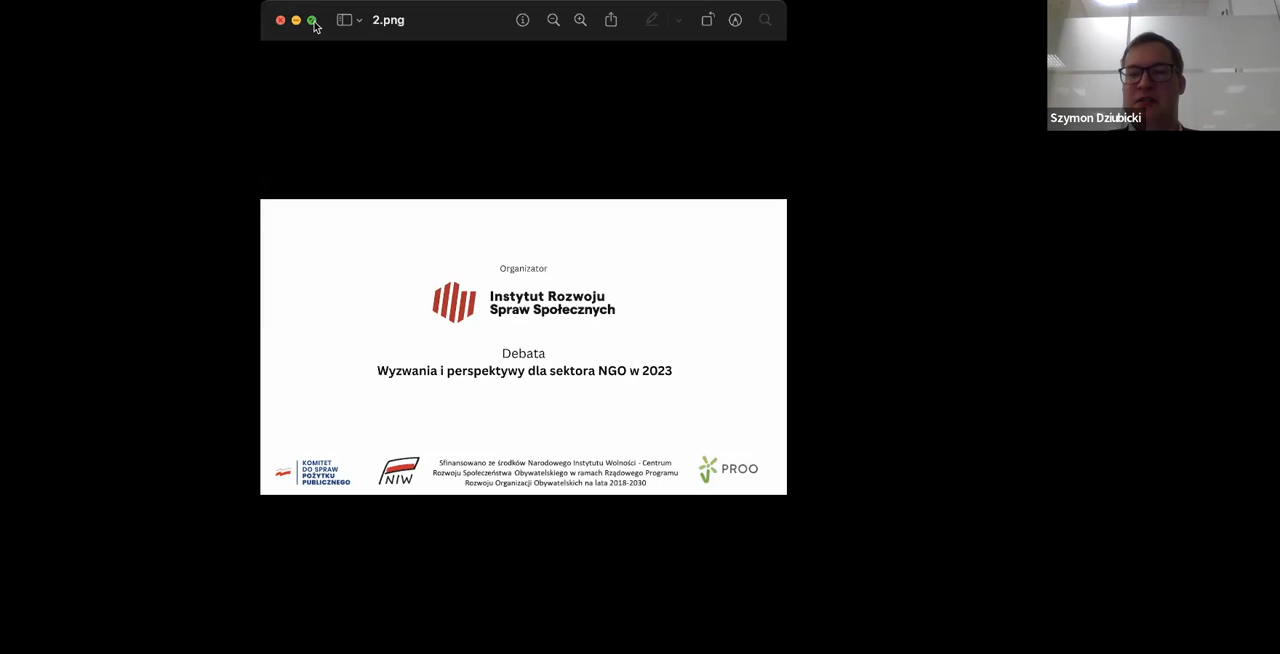 2.png
Szymon Dziubicki
Organizator
Instytut Rozwoju
Spraw Społecznych
Debata
Wyzwania i perspektywy dla sektora NGO w 2023
KOMITET
DO SPRAW
POŻYTKU
PUBLICZNEGO
NIW
Sfinansowano ze środków Narodowego Instytutu Wolności - Centrum
Rozwoju Społeczeństwa Obywatelskiego w ramach Rządowego Programu
Rozwoju Organizacji Obywatelskich na lata 2018-2030
PROO